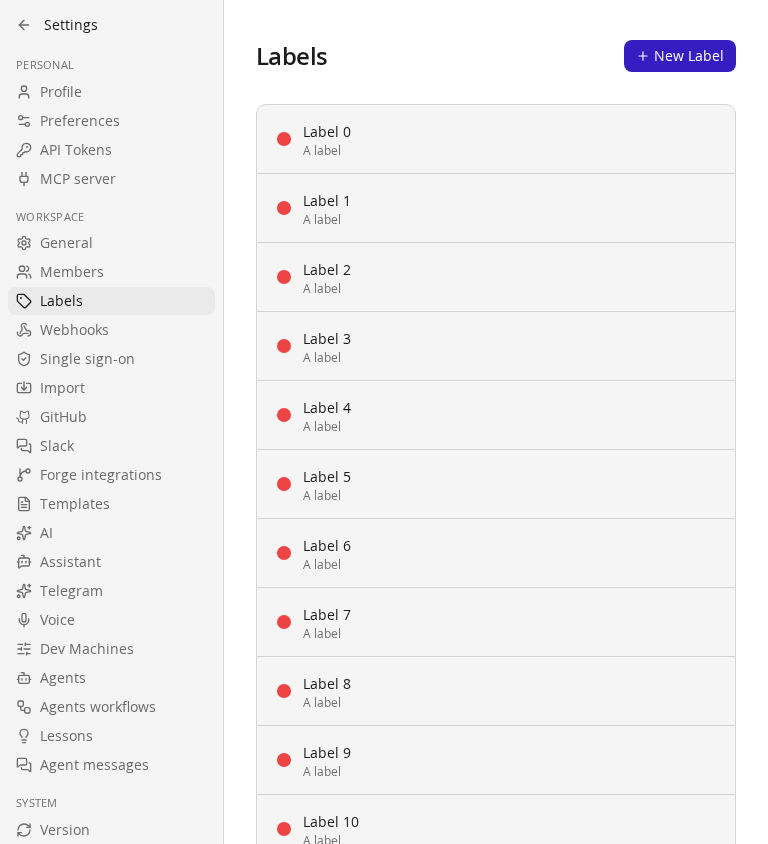 Settings
PERSONAL
Profile
Preferences
API Tokens
MCP server
WORKSPACE
General
Members
Labels
Webhooks
Single sign-on
Import
GitHub
Slack
Forge integrations
Templates
AI
Assistant
Telegram
Voice
Dev Machines
Agents
Agents workflows
Lessons
Agent messages
SYSTEM
Version
Labels
New Label
Label 0
A label
Label 1
A label
Label 2
A label
Label 3
A label
Label 4
A label
Label 5
A label
Label 6
A label
Label 7
A label
Label 8
A label
Label 9
A label
Label 10
A label